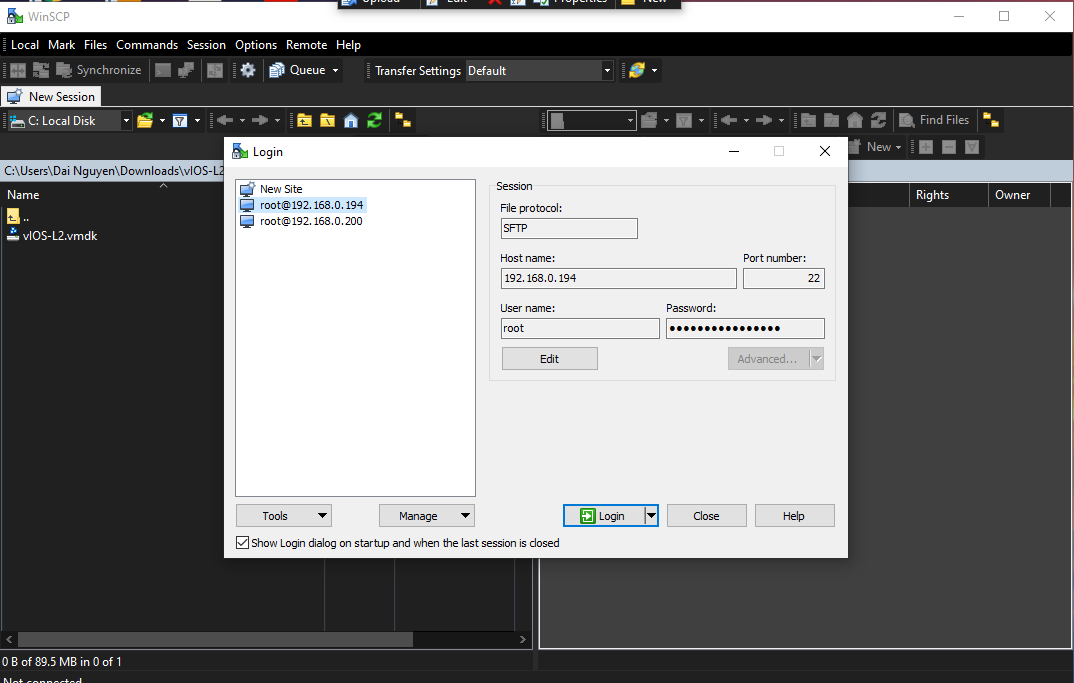 Upload Edit Properties New
WinSCP
Local Mark Files Commands Session Options Remote Help
Synchronize Queue Transfer Settings Default
New Session
C: Local Disk Find Files
New
C:\Users\Dai Nguyen\Downloads\vIOS-L2
Name
..
vIOS-L2.vmdk
Rights Owner
Login
New Site
root@192.168.0.194
root@192.168.0.200
Session
File protocol:
SFTP
Host name: Port number:
192.168.0.194 22
User name: Password:
root ●●●●●●●●●●●●●●●●
Edit Advanced...
Tools Manage Login Close Help
Show Login dialog on startup and when the last session is closed
0 B of 89.5 MB in 0 of 1
Not connected